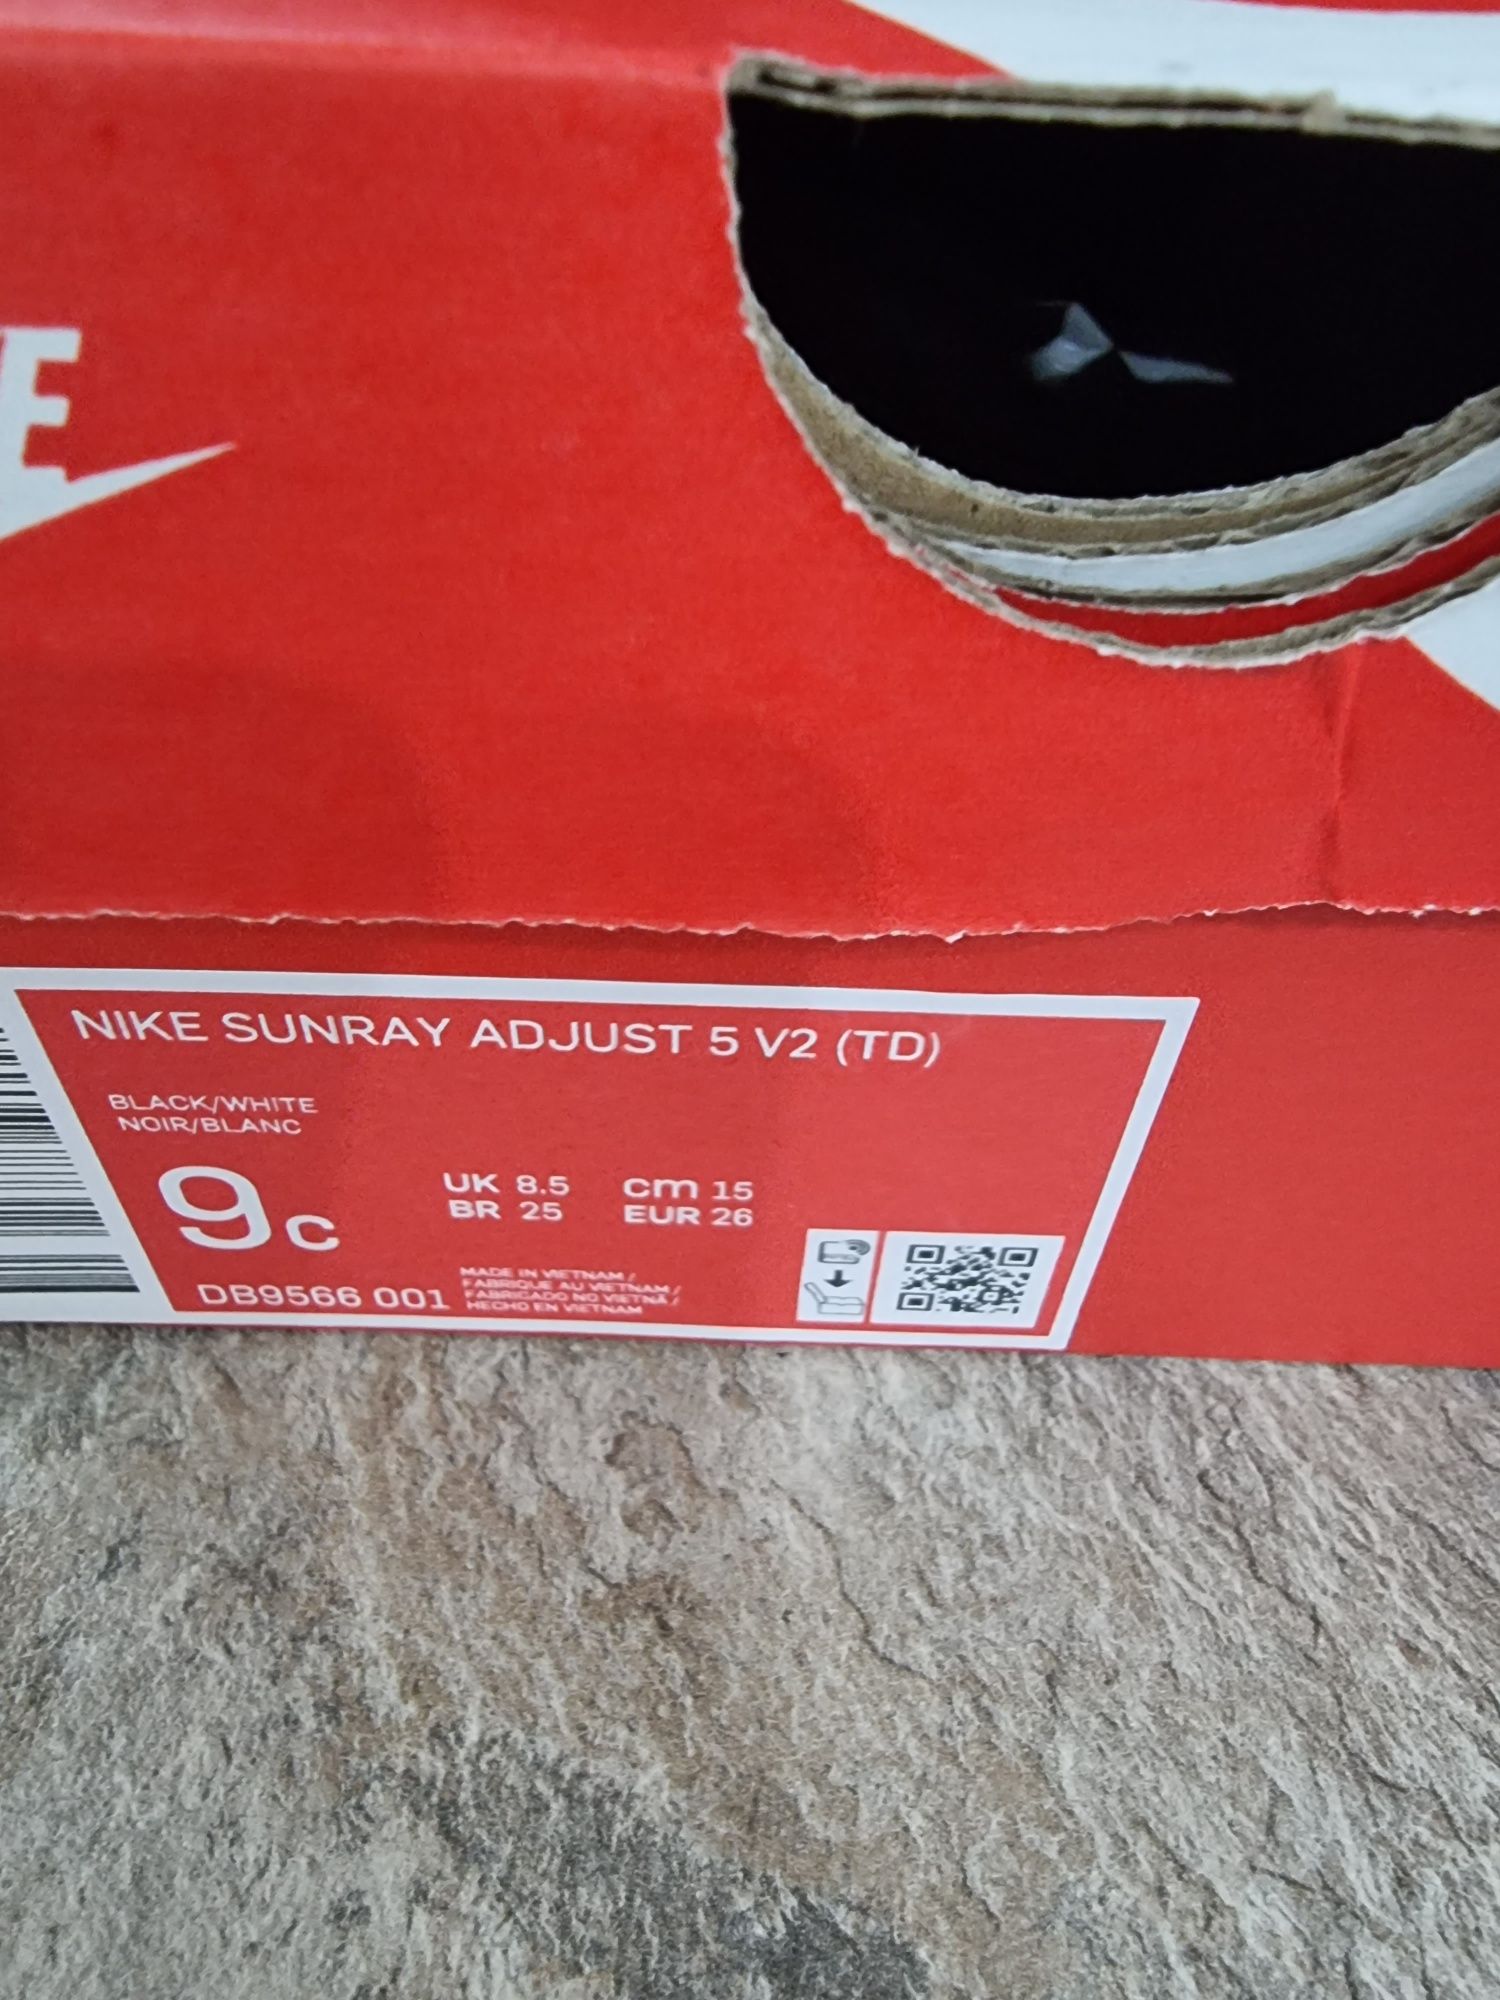 E
NIKE SUNRAY ADJUST 5 V2 (TD)
BLACK/WHITE
NOIR/BLANC
9c
UK 8.5 cm 15
BR 25 EUR 26
DB9566 001
MADE IN VIETNAM /
FABRIQUE AU VIETNAM /
FABRICADO NO VIETNÃ /
HECHO EN VIETNAM